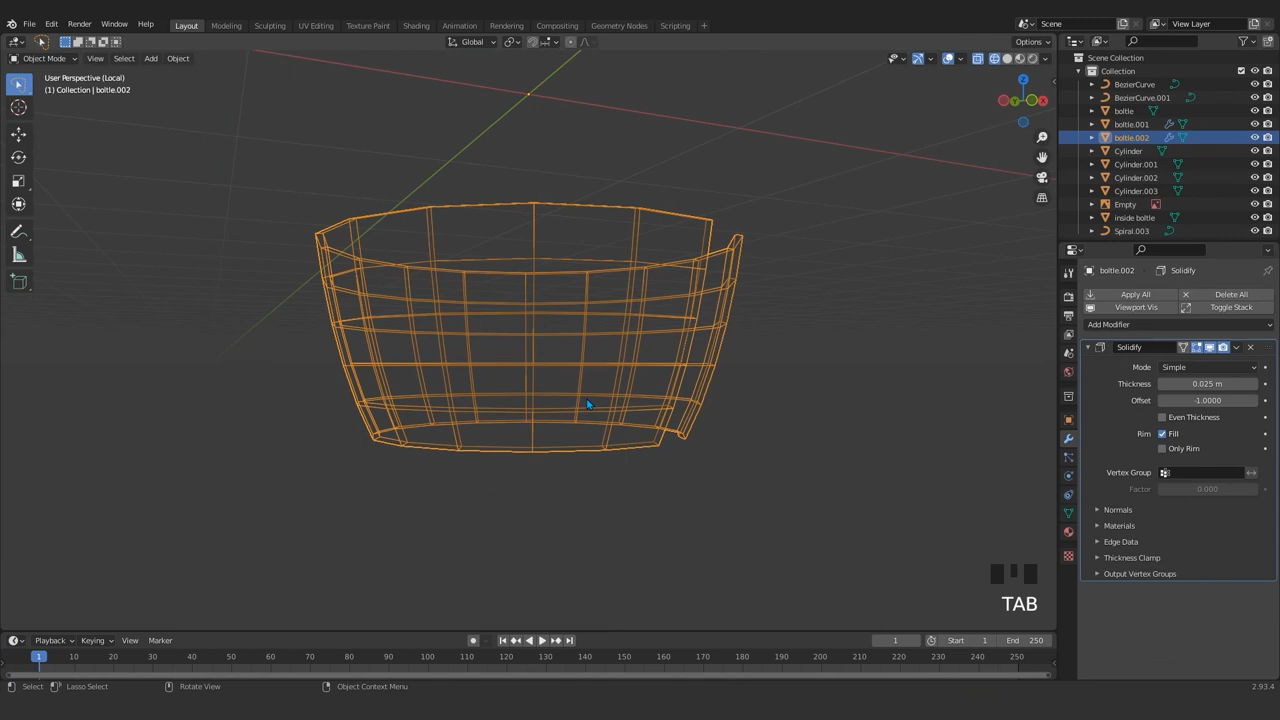 File Edit Render Window Help Layout Modeling Sculpting UV Editing Texture Paint Shading Animation Rendering Compositing Geometry Nodes Scripting + Scene View Layer
Global Options
Object Mode View Select Add Object
User Perspective (Local)
(1) Collection | boltle.002
Z
Y X
TAB
Scene Collection
Collection
BezierCurve
BezierCurve.001
boltle
boltle.001
boltle.002
Cylinder
Cylinder.001
Cylinder.002
Cylinder.003
Empty
inside boltle
Spiral.003
boltle.002 Solidify
Apply All Delete All
Viewport Vis Toggle Stack
Add Modifier
Solidify
Mode Simple
Thickness 0.025 m
Offset -1.0000
Even Thickness
Rim Fill
Only Rim
Vertex Group
Factor 0.000
Normals
Materials
Edge Data
Thickness Clamp
Output Vertex Groups
Playback Keying View Marker 1 Start 1 End 250
1 10 20 30 40 50 60 70 80 90 100 110 120 130 140 150 160 170 180 190 200 210 220 230 240 250
Select Lasso Select Rotate View Object Context Menu 2.93.4